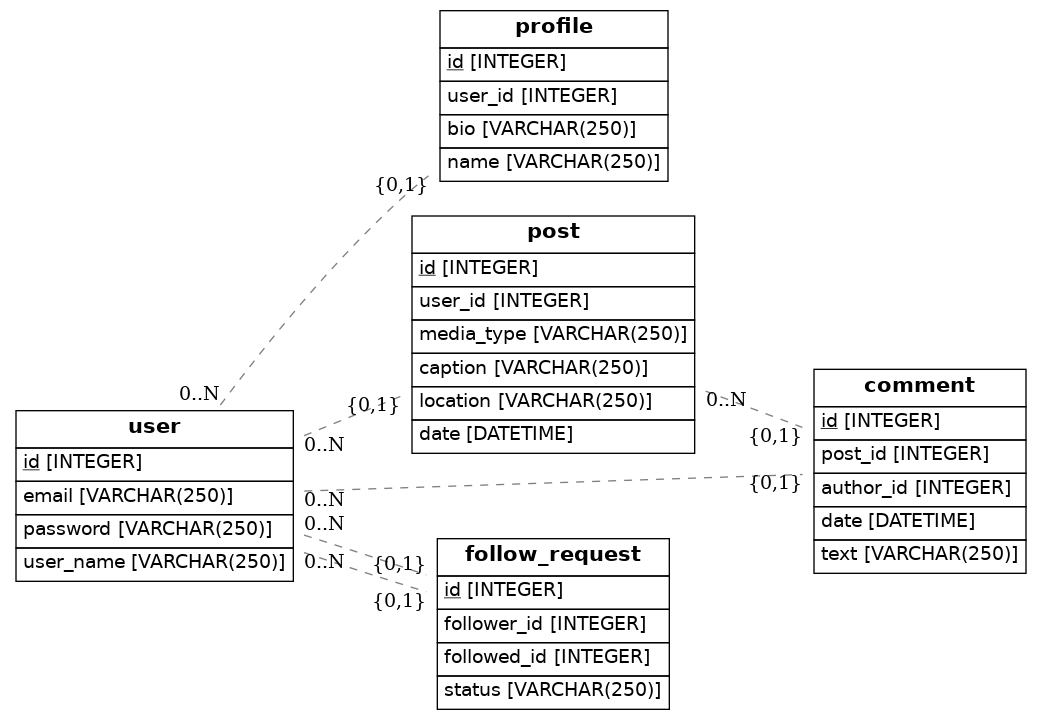 profile
id [INTEGER]
user_id [INTEGER]
bio [VARCHAR(250)]
name [VARCHAR(250)]
{0,1}
0..N
post
id [INTEGER]
user_id [INTEGER]
media_type [VARCHAR(250)]
caption [VARCHAR(250)]
location [VARCHAR(250)]
date [DATETIME]
{0,1}
0..N
user
id [INTEGER]
email [VARCHAR(250)]
password [VARCHAR(250)]
user_name [VARCHAR(250)]
0..N
{0,1}
comment
id [INTEGER]
post_id [INTEGER]
author_id [INTEGER]
date [DATETIME]
text [VARCHAR(250)]
0..N
{0,1}
0..N
{0,1}
0..N
{0,1}
follow_request
id [INTEGER]
follower_id [INTEGER]
followed_id [INTEGER]
status [VARCHAR(250)]